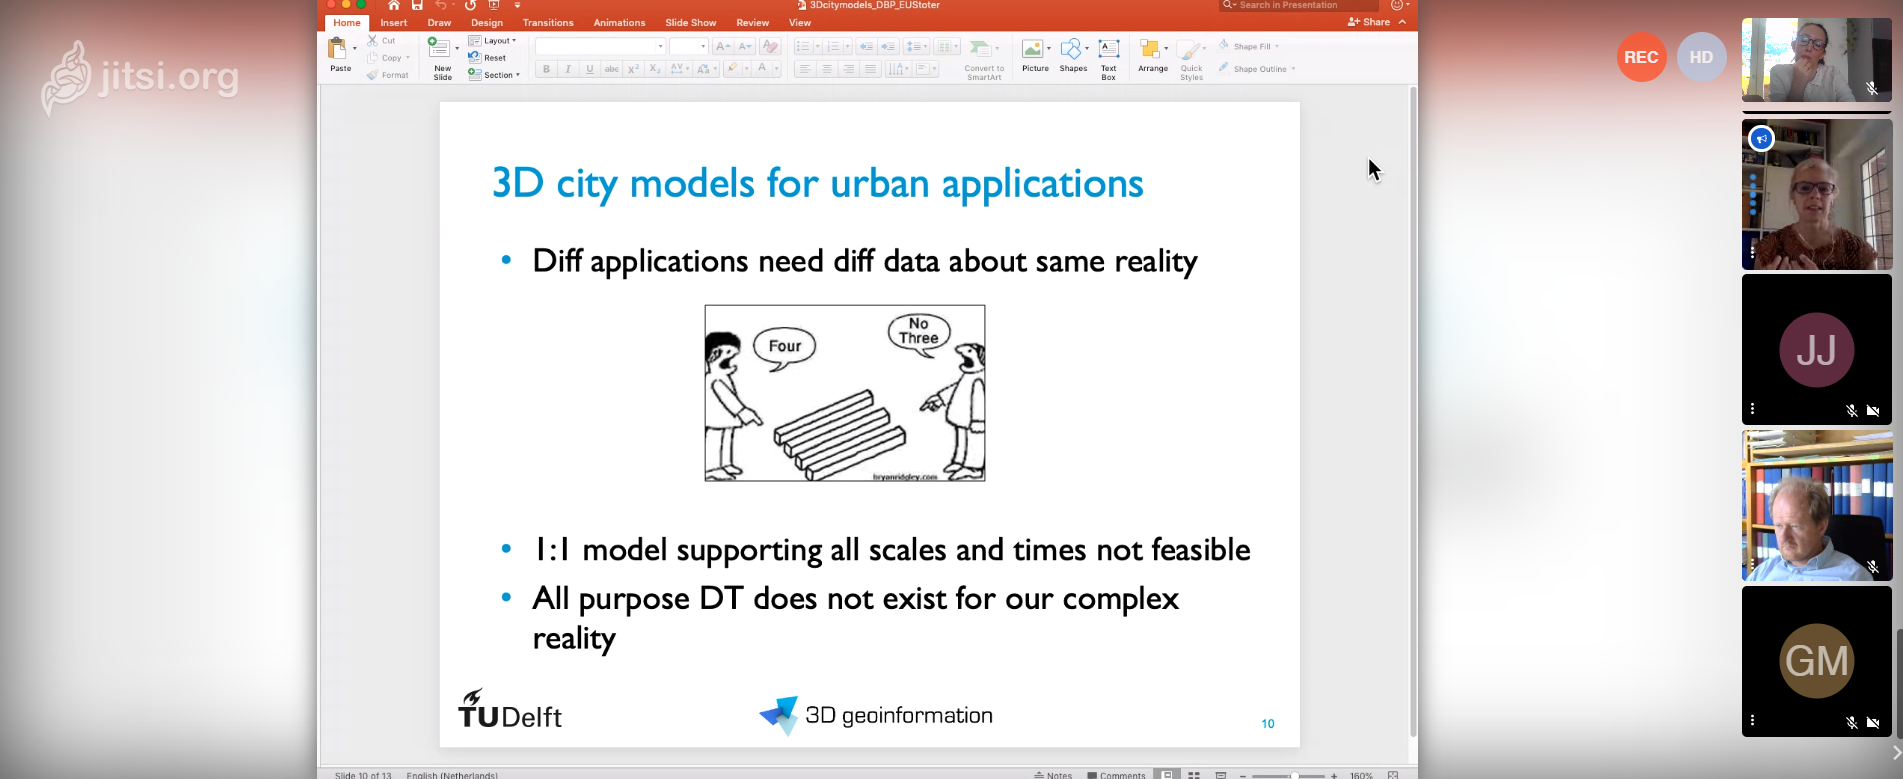 jitsi.org
3Dcitymodels_DBP_EUStoter
Search in Presentation
Home Insert Draw Design Transitions Animations Slide Show Review View
Share
Paste
Cut
Copy
Format
New
Slide
Layout
Reset
Section
Convert to
SmartArt
Picture
Shapes
Text
Box
Arrange
Quick
Styles
Shape Fill
Shape Outline
REC
HD
3D city models for urban applications
• Diff applications need diff data about same reality
Four
No
Three
bryanridgley.com
• 1:1 model supporting all scales and times not feasible
• All purpose DT does not exist for our complex
reality
TU Delft
3D geoinformation
10
JJ
GM
Slide 10 of 13 English (Netherlands)
Notes Comments 160%